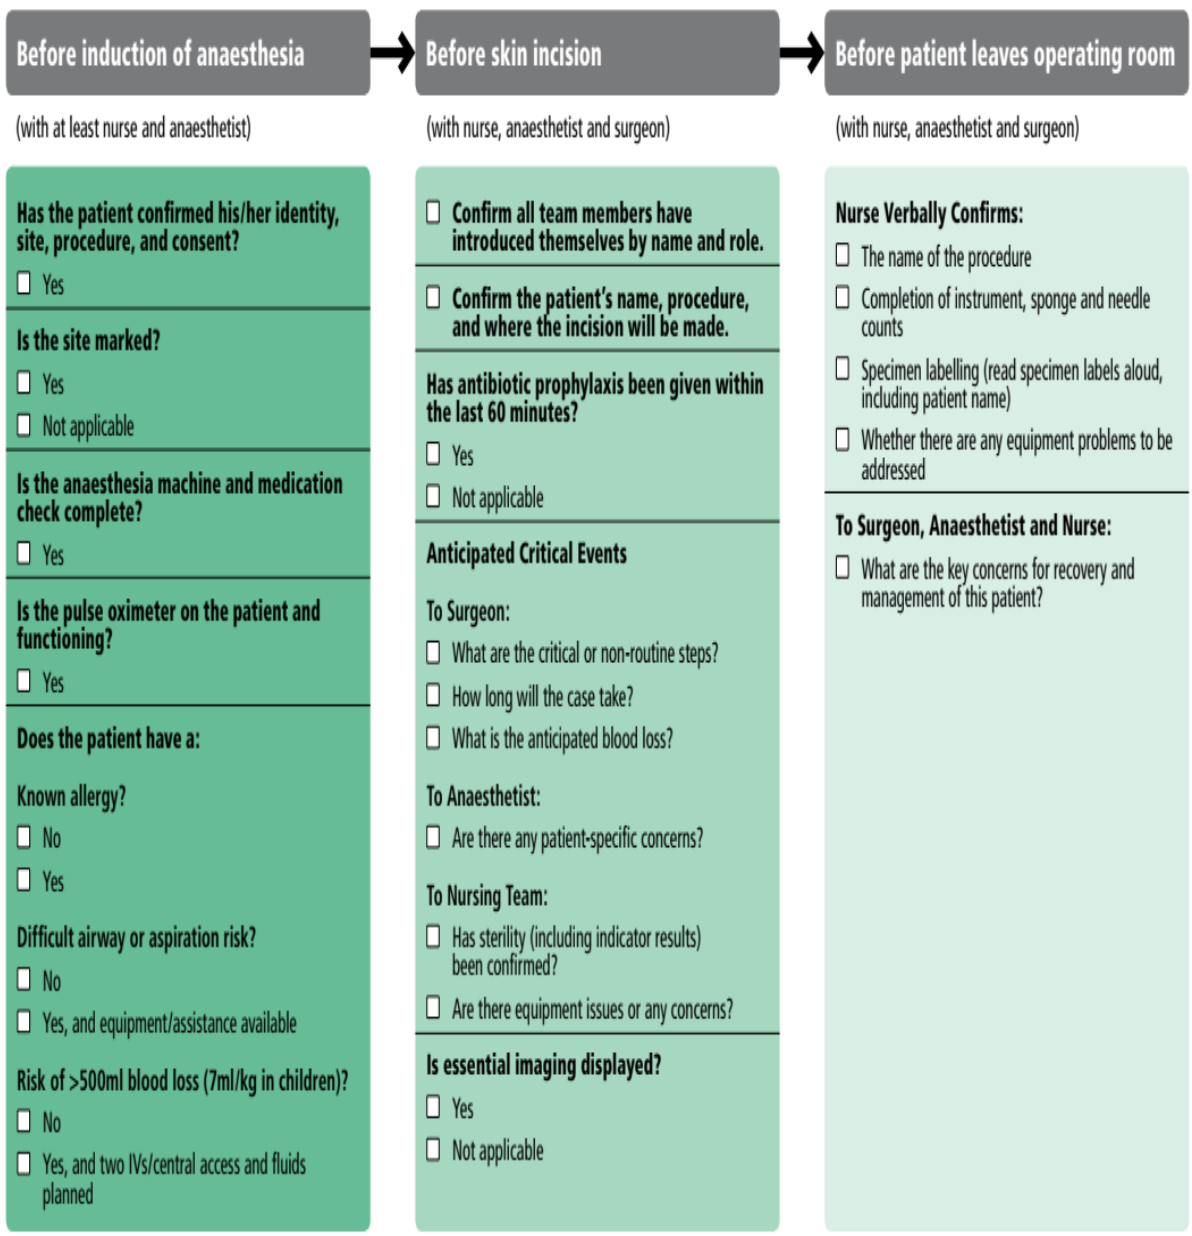 Before induction of anaesthesia
(with at least nurse and anaesthetist)
Has the patient confirmed his/her identity,
site, procedure, and consent?
Yes
Is the site marked?
Yes
Not applicable
Is the anaesthesia machine and medication
check complete?
Yes
Is the pulse oximeter on the patient and
functioning?
Yes
Does the patient have a:
Known allergy?
No
Yes
Difficult airway or aspiration risk?
No
Yes, and equipment/assistance available
Risk of >500ml blood loss (7ml/kg in children)?
No
Yes, and two IVs/central access and fluids
planned
Before skin incision
(with nurse, anaesthetist and surgeon)
Confirm all team members have
introduced themselves by name and role.
Confirm the patient’s name, procedure,
and where the incision will be made.
Has antibiotic prophylaxis been given within
the last 60 minutes?
Yes
Not applicable
Anticipated Critical Events
To Surgeon:
What are the critical or non-routine steps?
How long will the case take?
What is the anticipated blood loss?
To Anaesthetist:
Are there any patient-specific concerns?
To Nursing Team:
Has sterility (including indicator results)
been confirmed?
Are there equipment issues or any concerns?
Is essential imaging displayed?
Yes
Not applicable
Before patient leaves operating room
(with nurse, anaesthetist and surgeon)
Nurse Verbally Confirms:
The name of the procedure
Completion of instrument, sponge and needle
counts
Specimen labelling (read specimen labels aloud,
including patient name)
Whether there are any equipment problems to be
addressed
To Surgeon, Anaesthetist and Nurse:
What are the key concerns for recovery and
management of this patient?